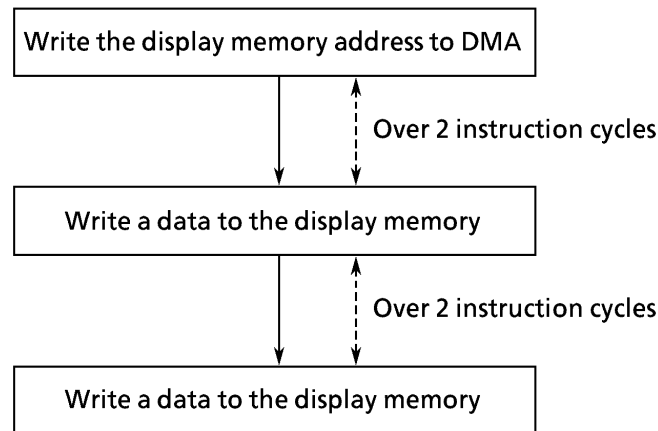 Write the display memory address to DMA
Over 2 instruction cycles
Write a data to the display memory
Over 2 instruction cycles
Write a data to the display memory